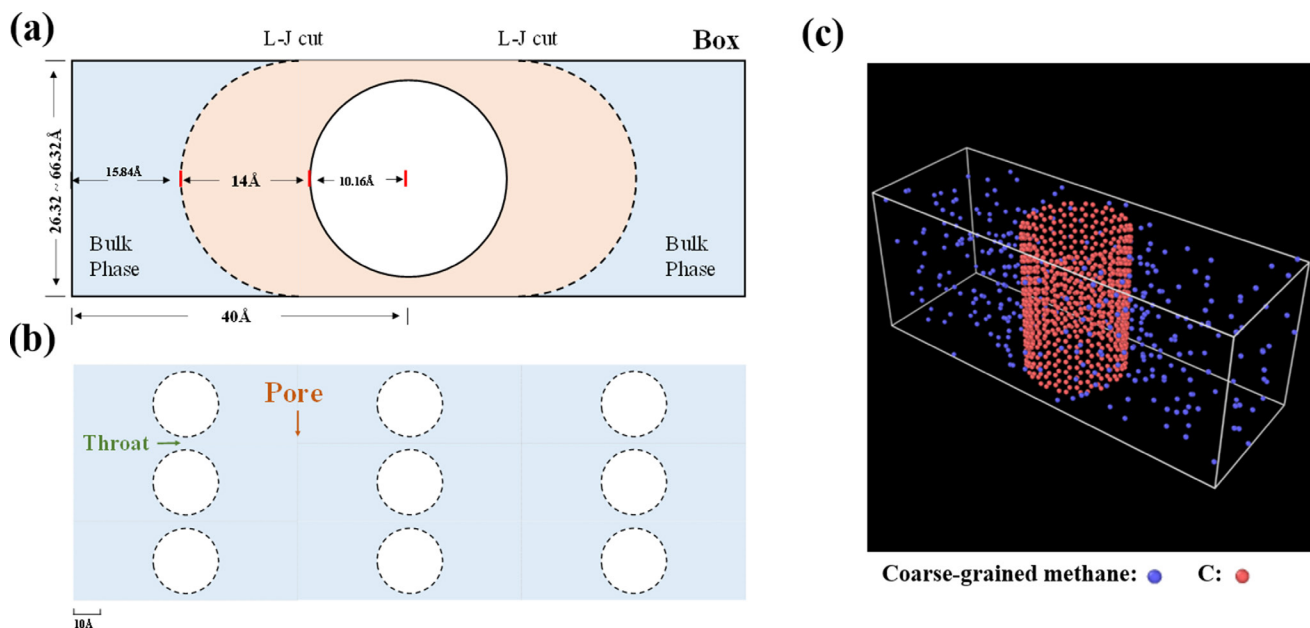 (a)
L-J cut
L-J cut
Box
26.32 ~ 66.32Å
15.84Å
14Å
10.16Å
Bulk
Phase
Bulk
Phase
40Å
(b)
Pore
Throat
10Å
(c)
Coarse-grained methane:
C: